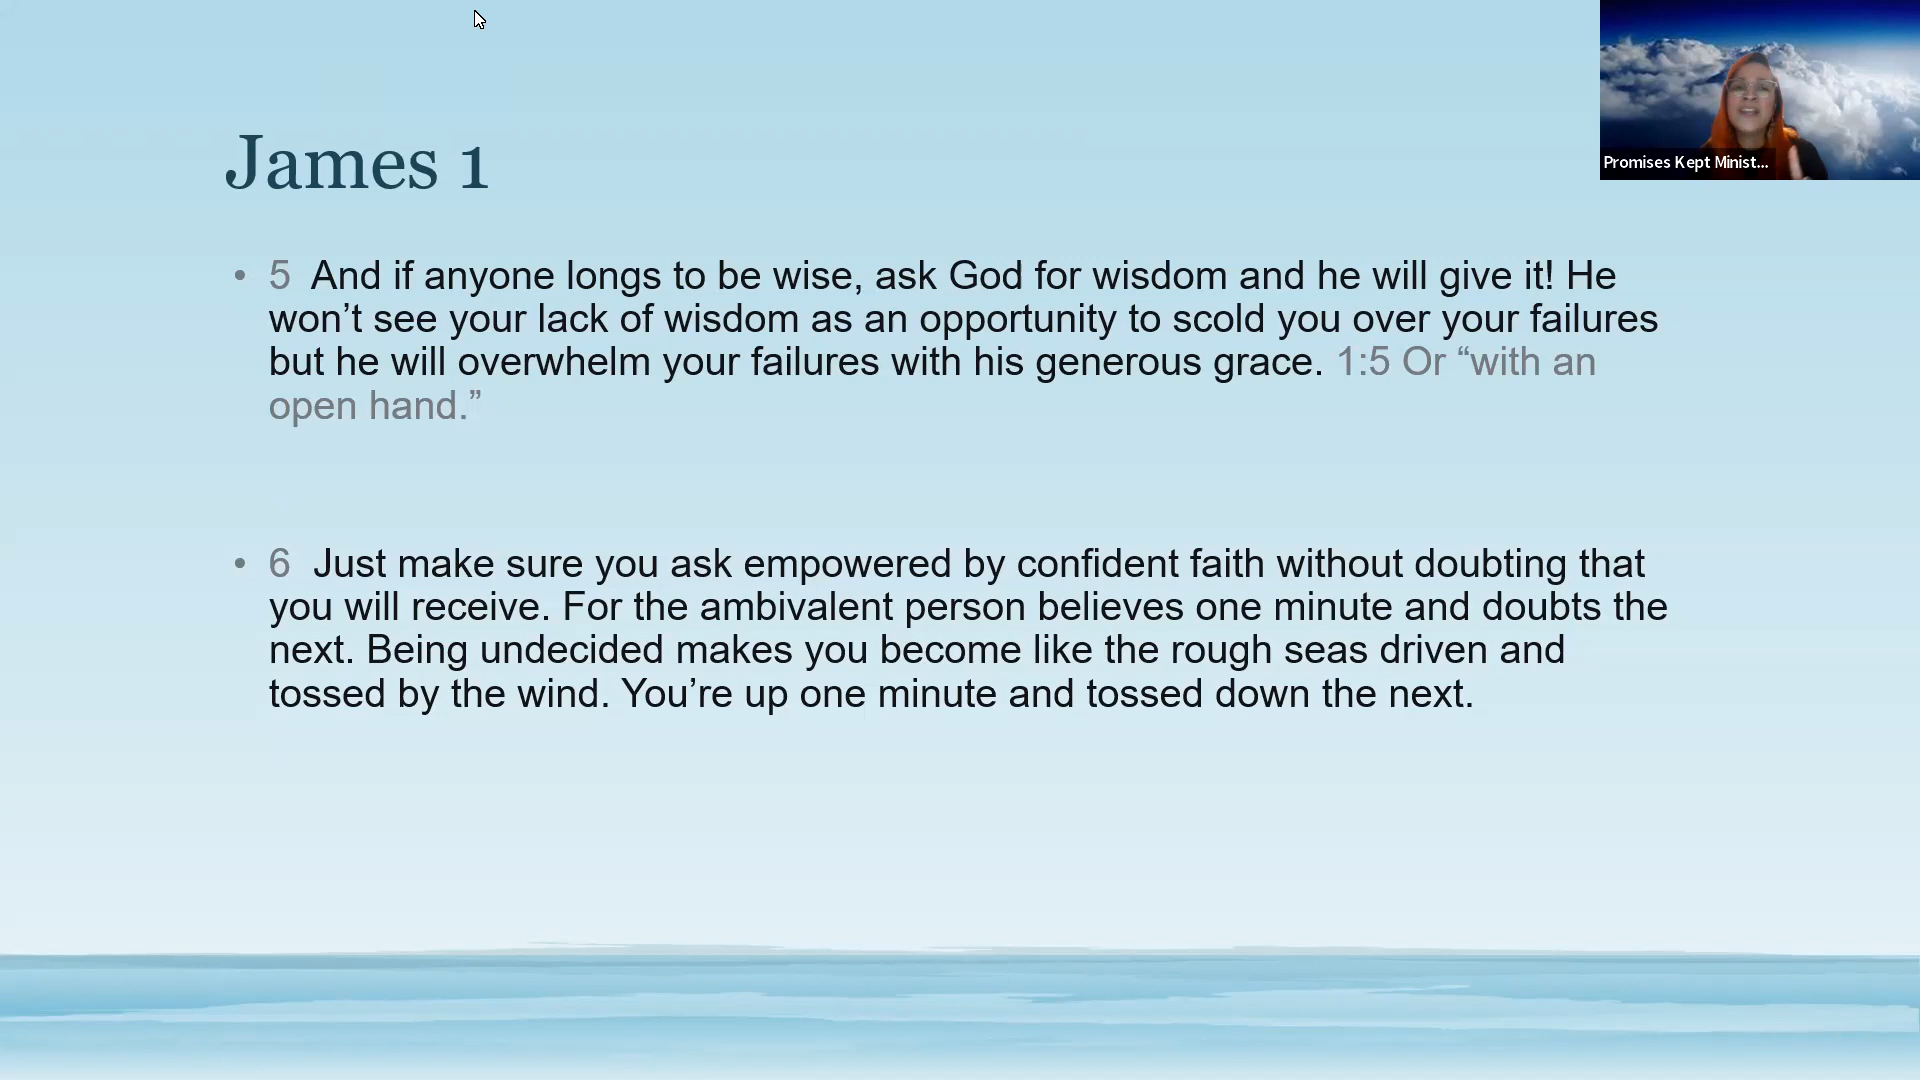 James 1
• 5 And if anyone longs to be wise, ask God for wisdom and he will give it! He
won’t see your lack of wisdom as an opportunity to scold you over your failures
but he will overwhelm your failures with his generous grace. 1:5 Or “with an
open hand.”
• 6 Just make sure you ask empowered by confident faith without doubting that
you will receive. For the ambivalent person believes one minute and doubts the
next. Being undecided makes you become like the rough seas driven and
tossed by the wind. You’re up one minute and tossed down the next.
Promises Kept Minist...